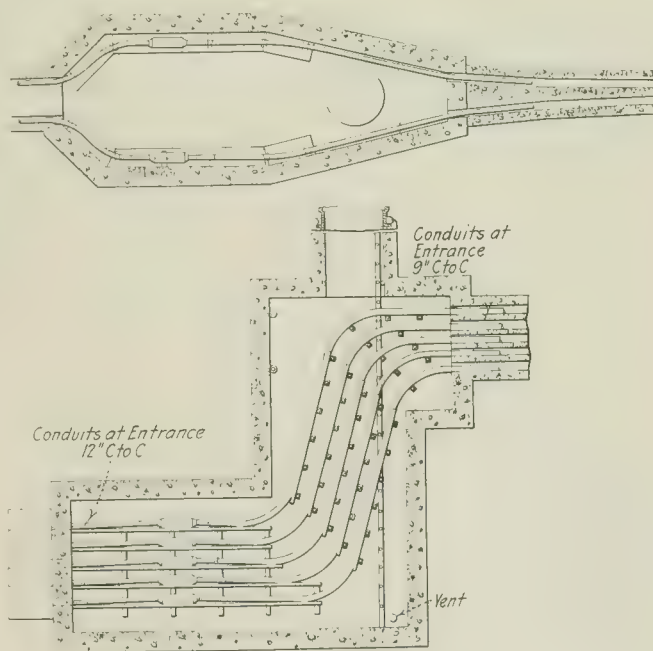 Conduits at
Entrance
9" C to C
Conduits at Entrance
12" C to C
Vent